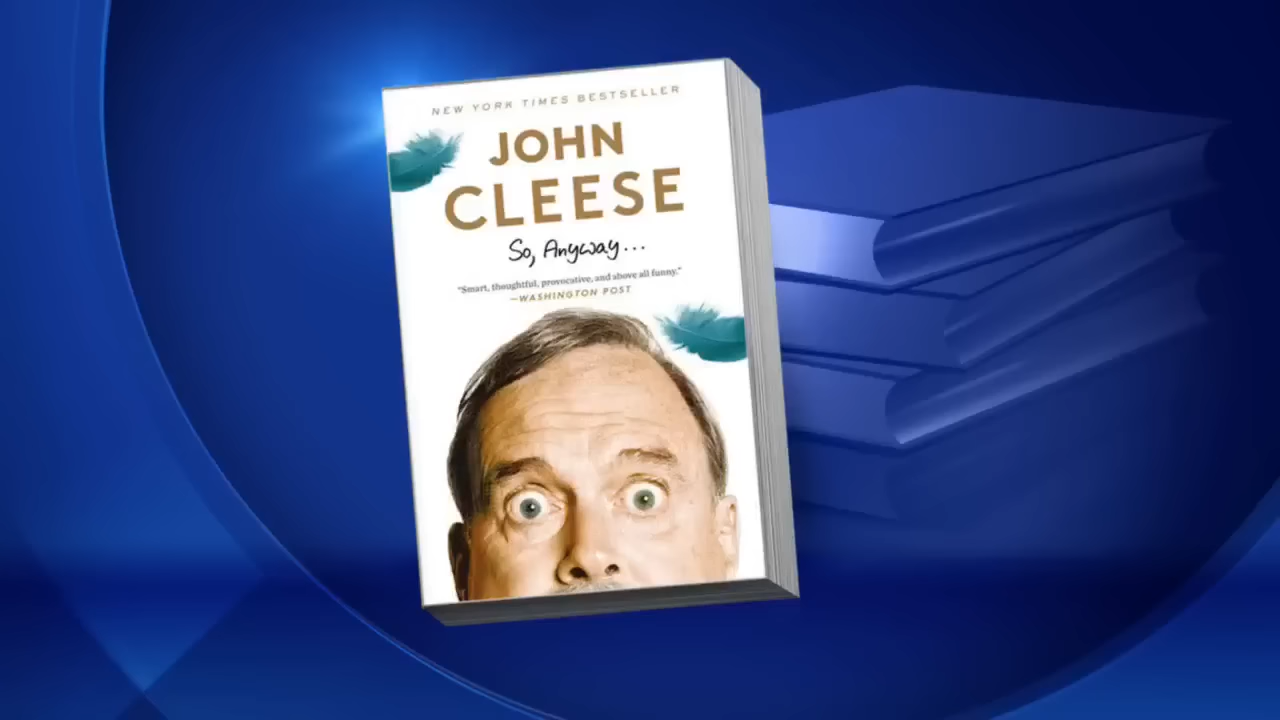 NEW YORK TIMES BESTSELLER
JOHN
CLEESE
So, Anyway...
"Smart, thoughtful, provocative, and above all funny."
—WASHINGTON POST